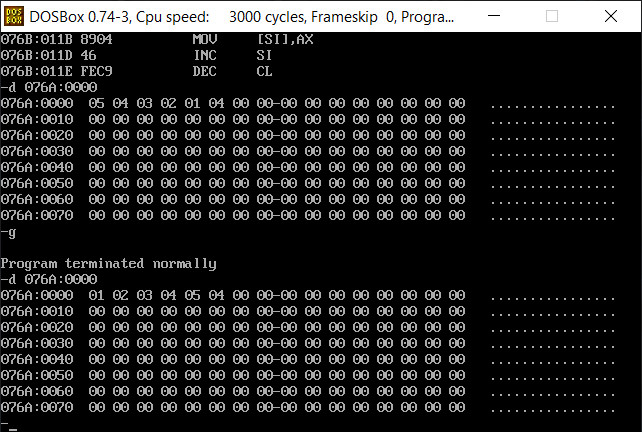 DOS BOX DOSBox 0.74-3, Cpu speed: 3000 cycles, Frameskip 0, Progra...
076B:011B 8904 MOV [SI],AX
076B:011D 46 INC SI
076B:011E FEC9 DEC CL
-d 076A:0000
076A:0000 05 04 03 02 01 04 00 00-00 00 00 00 00 00 00 00 ................
076A:0010 00 00 00 00 00 00 00 00-00 00 00 00 00 00 00 00 ................
076A:0020 00 00 00 00 00 00 00 00-00 00 00 00 00 00 00 00 ................
076A:0030 00 00 00 00 00 00 00 00-00 00 00 00 00 00 00 00 ................
076A:0040 00 00 00 00 00 00 00 00-00 00 00 00 00 00 00 00 ................
076A:0050 00 00 00 00 00 00 00 00-00 00 00 00 00 00 00 00 ................
076A:0060 00 00 00 00 00 00 00 00-00 00 00 00 00 00 00 00 ................
076A:0070 00 00 00 00 00 00 00 00-00 00 00 00 00 00 00 00 ................
-g
Program terminated normally
-d 076A:0000
076A:0000 01 02 03 04 05 04 00 00-00 00 00 00 00 00 00 00 ................
076A:0010 00 00 00 00 00 00 00 00-00 00 00 00 00 00 00 00 ................
076A:0020 00 00 00 00 00 00 00 00-00 00 00 00 00 00 00 00 ................
076A:0030 00 00 00 00 00 00 00 00-00 00 00 00 00 00 00 00 ................
076A:0040 00 00 00 00 00 00 00 00-00 00 00 00 00 00 00 00 ................
076A:0050 00 00 00 00 00 00 00 00-00 00 00 00 00 00 00 00 ................
076A:0060 00 00 00 00 00 00 00 00-00 00 00 00 00 00 00 00 ................
076A:0070 00 00 00 00 00 00 00 00-00 00 00 00 00 00 00 00 ................
-_